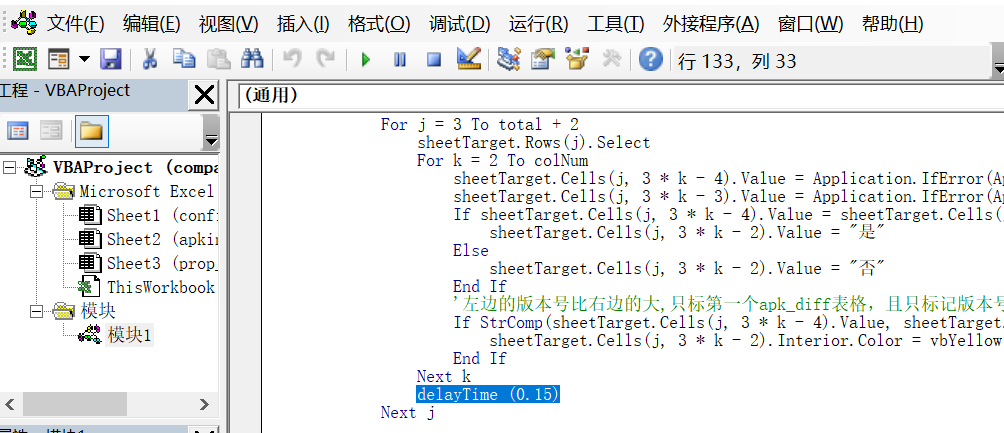 文件(F) 编辑(E) 视图(V) 插入(I) 格式(O) 调试(D) 运行(R) 工具(T) 外接程序(A) 窗口(W) 帮助(H)
行 133，列 33
工程 - VBAProject
(通用)
VBAProject (compa
Microsoft Excel
Sheet1 (conf
Sheet2 (apkin
Sheet3 (prop_
ThisWorkbook
模块
模块1
For j = 3 To total + 2
sheetTarget.Rows(j).Select
For k = 2 To colNum
sheetTarget.Cells(j, 3 * k - 4).Value = Application.IfError(A
sheetTarget.Cells(j, 3 * k - 3).Value = Application.IfError(A
If sheetTarget.Cells(j, 3 * k - 4).Value = sheetTarget.Cells(
sheetTarget.Cells(j, 3 * k - 2).Value = "是"
Else
sheetTarget.Cells(j, 3 * k - 2).Value = "否"
End If
'左边的版本号比右边的大,只标第一个apk_diff表格，且只标记版本号
If StrComp(sheetTarget.Cells(j, 3 * k - 4).Value, sheetTarget.
sheetTarget.Cells(j, 3 * k - 2).Interior.Color = vbYellow
End If
Next k
delayTime (0.15)
Next j